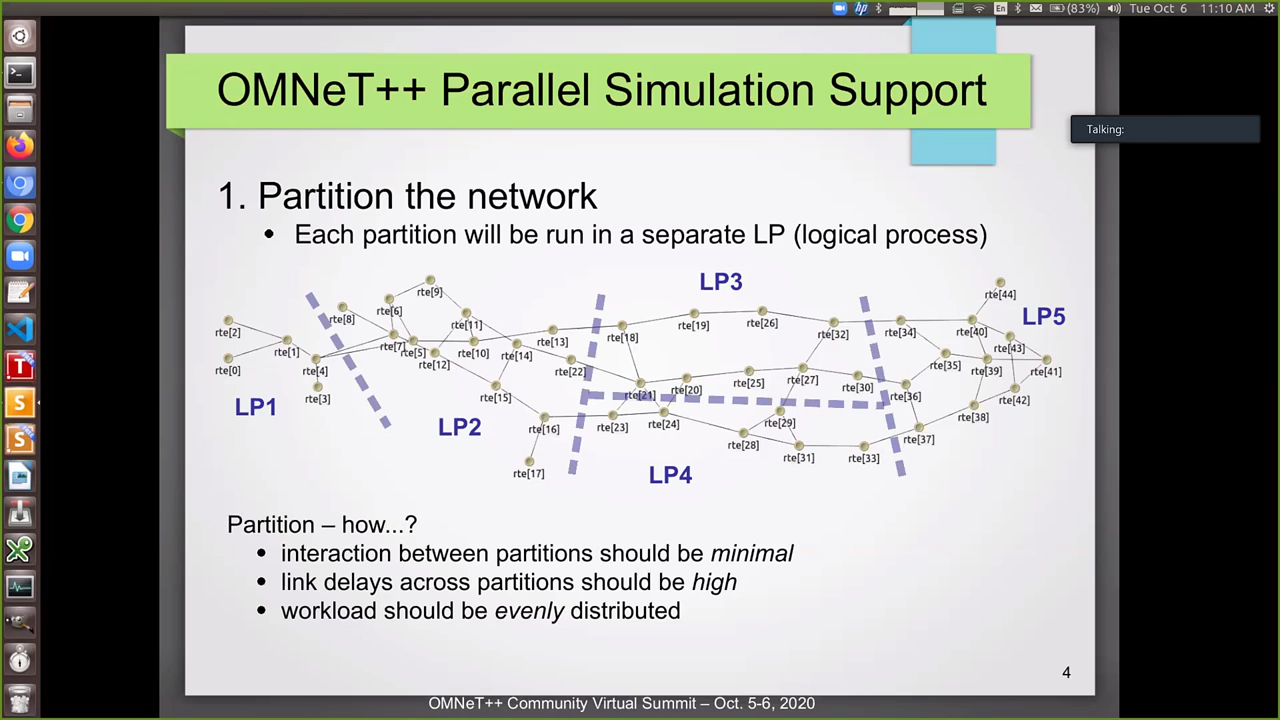 hp En (83%) Tue Oct 6 11:10 AM
OMNeT++ Parallel Simulation Support
Talking:
1. Partition the network
• Each partition will be run in a separate LP (logical process)
LP3
LP5
LP1
LP2
LP4
rte[0]
rte[1]
rte[2]
rte[3]
rte[4]
rte[5]
rte[6]
rte[7]
rte[8]
rte[9]
rte[10]
rte[11]
rte[12]
rte[13]
rte[14]
rte[15]
rte[16]
rte[17]
rte[18]
rte[19]
rte[20]
rte[21]
rte[22]
rte[23]
rte[24]
rte[25]
rte[26]
rte[27]
rte[28]
rte[29]
rte[30]
rte[31]
rte[32]
rte[33]
rte[34]
rte[35]
rte[36]
rte[37]
rte[38]
rte[39]
rte[40]
rte[41]
rte[42]
rte[43]
rte[44]
Partition – how...?
• interaction between partitions should be minimal
• link delays across partitions should be high
• workload should be evenly distributed
4
OMNeT++ Community Virtual Summit – Oct. 5-6, 2020